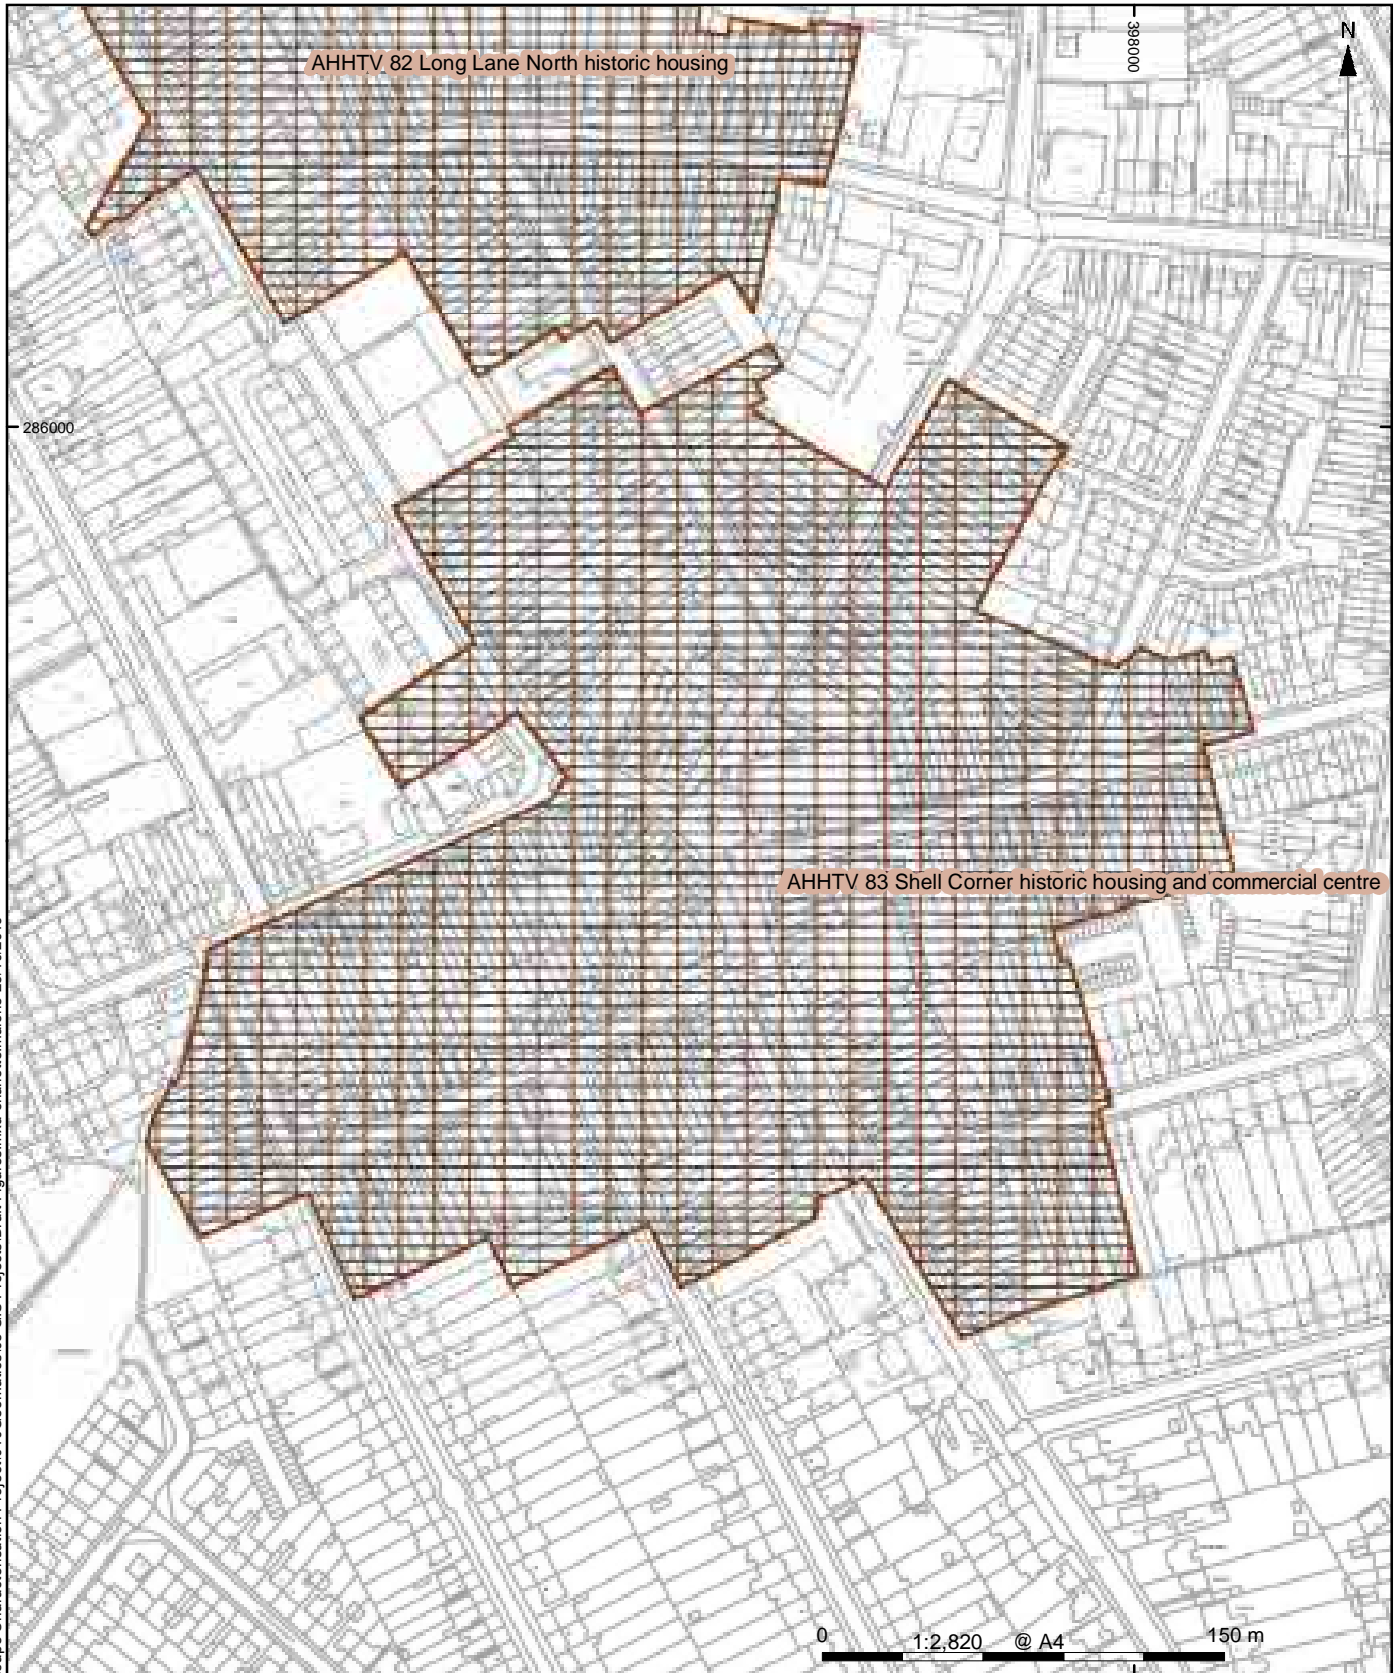 AHHTV 82 Long Lane North historic housing
398000
N
286000
AHHTV 83 Shell Corner historic housing and commercial centre
0 1:2,820 @ A4 150 m